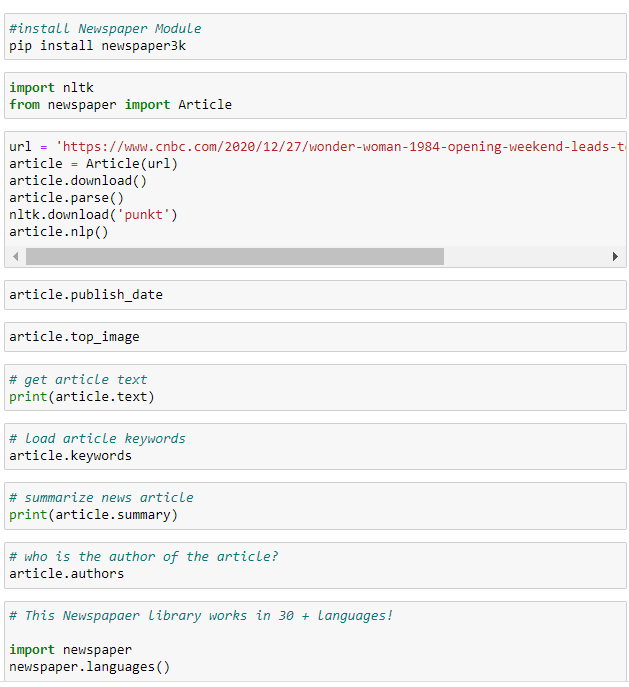 #install Newspaper Module
pip install newspaper3k
import nltk
from newspaper import Article
url = 'https://www.cnbc.com/2020/12/27/wonder-woman-1984-opening-weekend-leads-t
article = Article(url)
article.download()
article.parse()
nltk.download('punkt')
article.nlp()
article.publish_date
article.top_image
# get article text
print(article.text)
# load article keywords
article.keywords
# summarize news article
print(article.summary)
# who is the author of the article?
article.authors
# This Newspapaer library works in 30 + languages!
import newspaper
newspaper.languages()